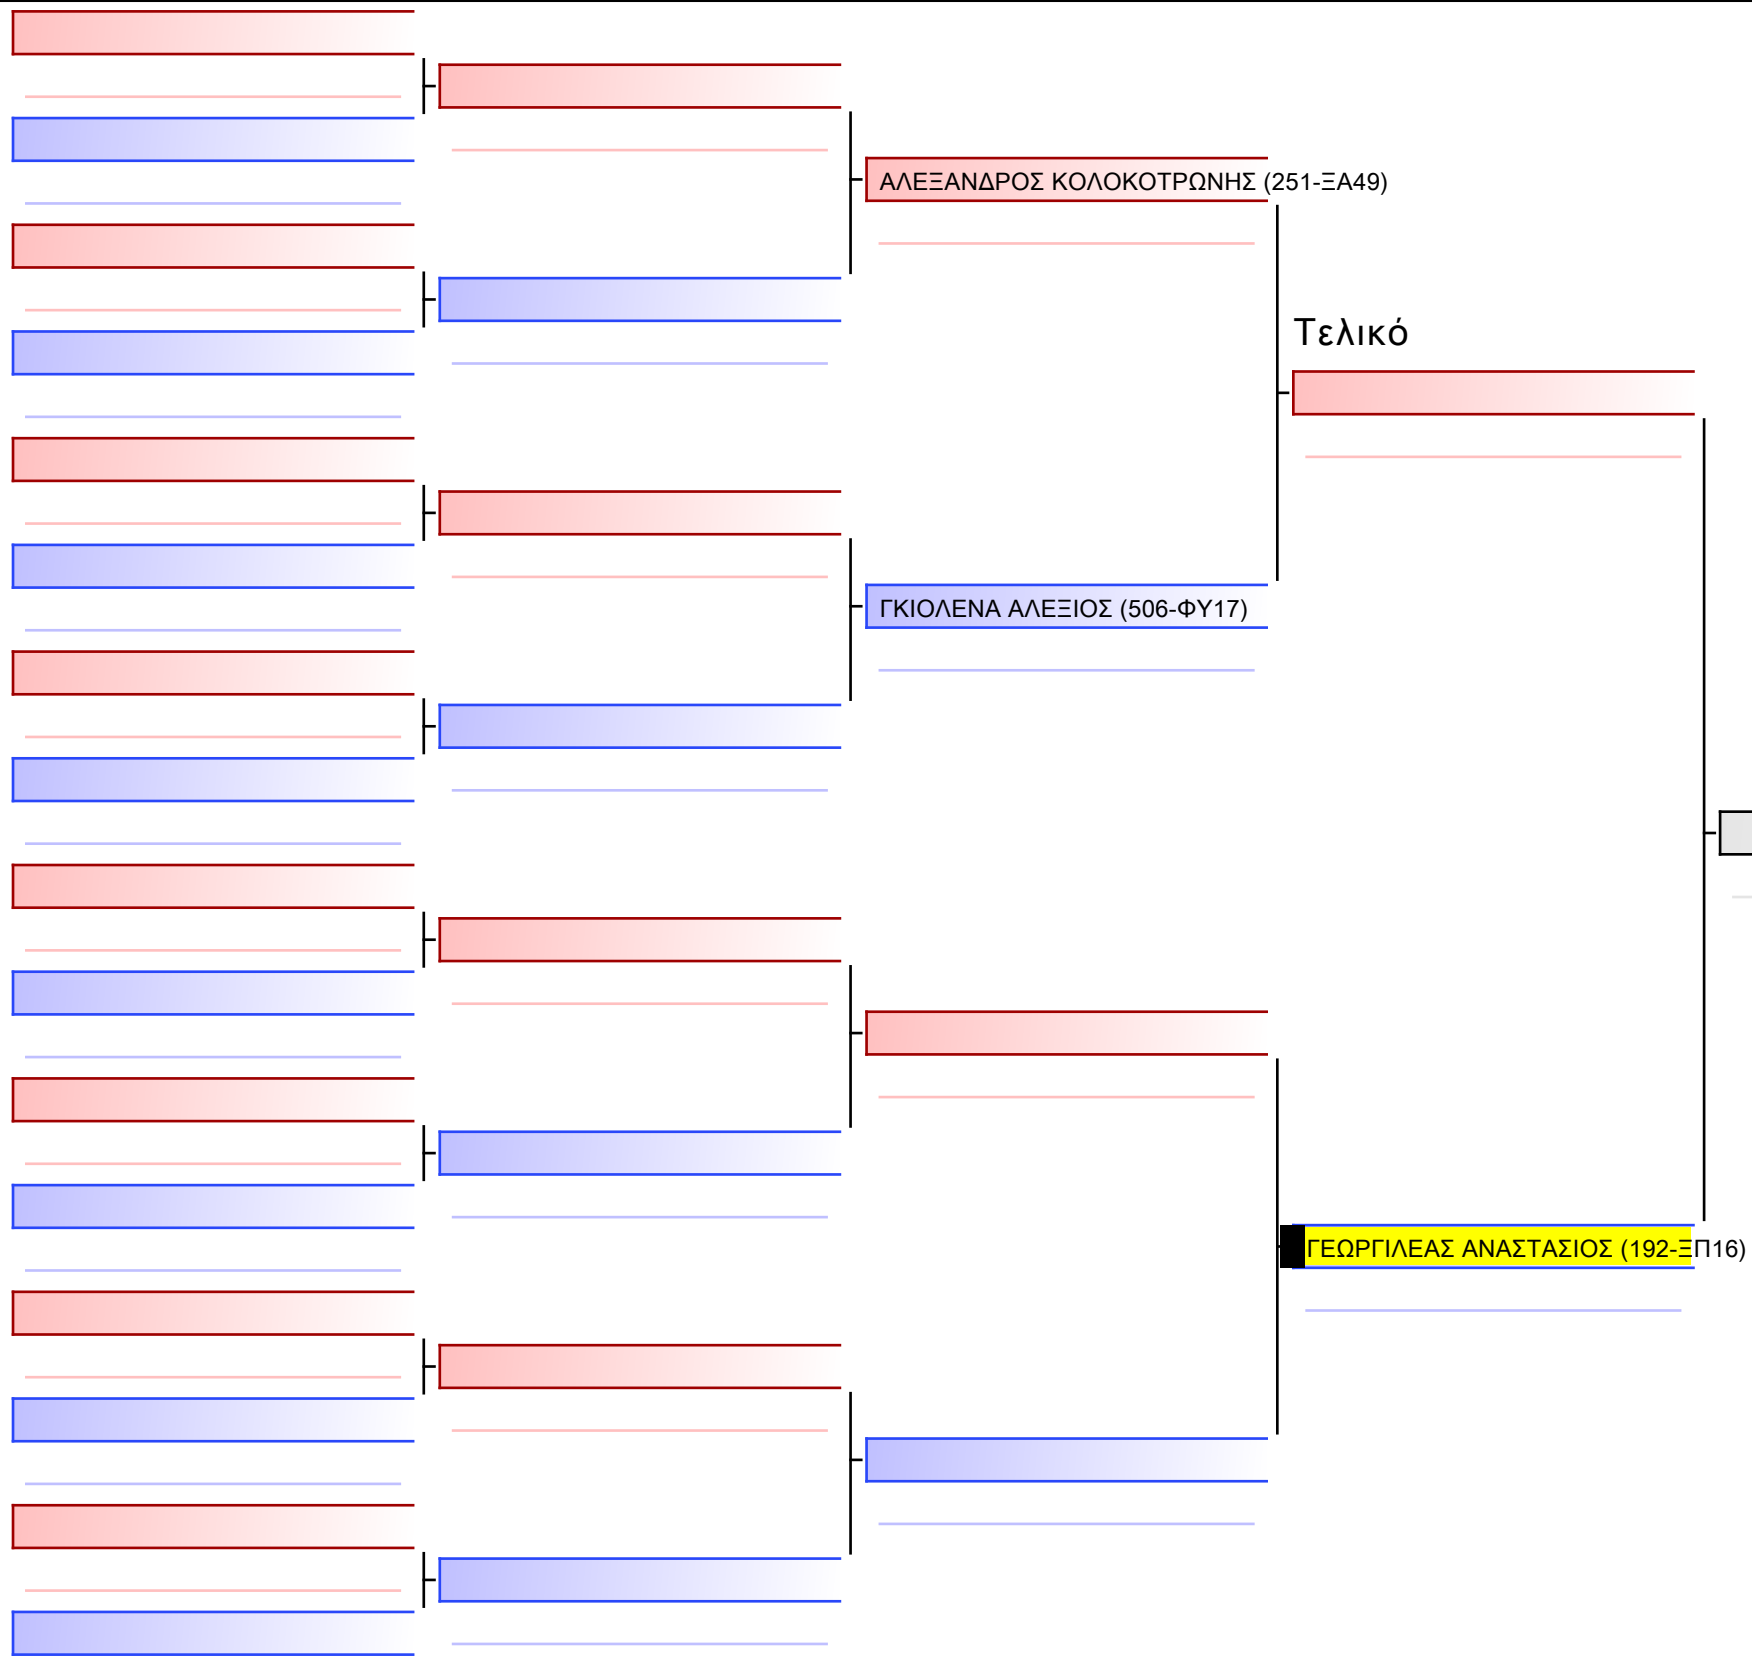 ΑΛΕΞΑΝΔΡΟΣ ΚΟΛΟΚΟΤΡΩΝΗΣ (251-ΞΑ49)
Τελικό
ΓΚΙΟΛΕΝΑ ΑΛΕΞΙΟΣ (506-ΦΥ17)
ΓΕΩΡΓΙΛΕΑΣ ΑΝΑΣΤΑΣΙΟΣ (192-ΞΠ16)